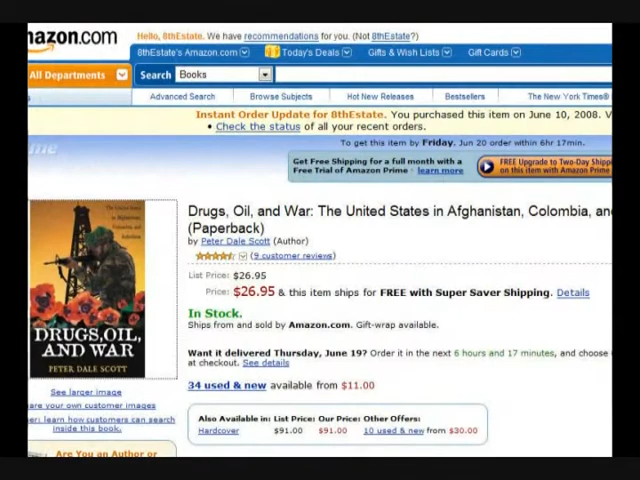 mazon.com
Hello, 8thEstate. We have recommendations for you. (Not 8thEstate?)
8thEstate's Amazon.com Today's Deals Gifts & Wish Lists Gift Cards
All Departments Search Books
Advanced Search Browse Subjects Hot New Releases Bestsellers The New York Times®
Instant Order Update for 8thEstate. You purchased this item on June 10, 2008. V
• Check the status of all your recent orders.
me
To get this item by Friday, Jun 20 order within 6hr 17min.
Get Free Shipping for a full month with a
Free Trial of Amazon Prime · learn more
FREE Upgrade to Two-Day Shipp
on this item with Amazon Prime
Drugs, Oil, and War: The United States in Afghanistan, Colombia, an
(Paperback)
by Peter Dale Scott (Author)
(9 customer reviews)
List Price: $26.95
Price: $26.95 & this item ships for FREE with Super Saver Shipping. Details
In Stock.
Ships from and sold by Amazon.com. Gift-wrap available.
DRUGS, OIL,
AND WAR
PETER DALE SCOTT
Want it delivered Thursday, June 19? Order it in the next 6 hours and 17 minutes, and choose
at checkout. See details
34 used & new available from $11.00
See larger image
are your own customer images
her: learn how customers can search
inside this book.
Also Available in: List Price: Our Price: Other Offers:
Hardcover $91.00 $91.00 10 used & new from $30.00
Are You an Author or